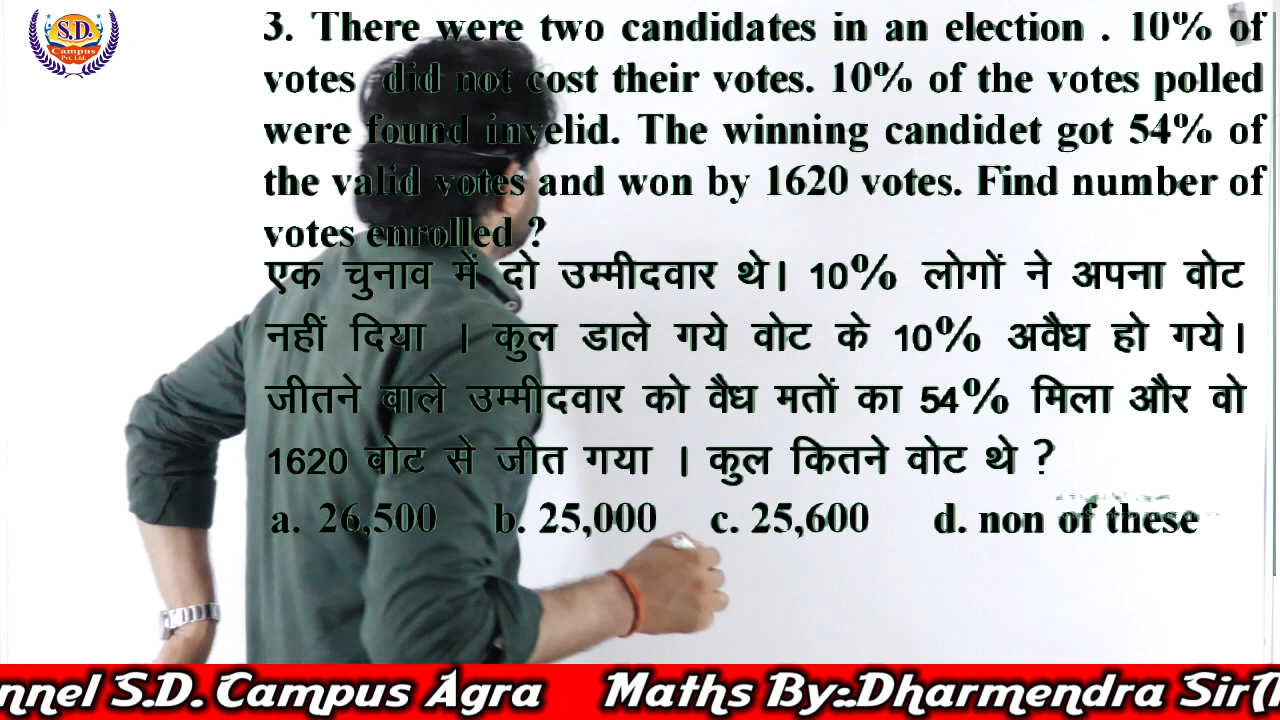 S.D.
Campus
Pvt. Ltd.
3. There were two candidates in an election . 10% of
votes did not cost their votes. 10% of the votes polled
were found invelid. The winning candidet got 54% of
the valid votes and won by 1620 votes. Find number of
votes enrolled ?
एक चुनाव में दो उम्मीदवार थे। 10% लोगों ने अपना वोट
नहीं दिया । कुल डाले गये वोट के 10% अवैध हो गये।
जीतने वाले उम्मीदवार को वैध मतों का 54% मिला और वो
1620 वोट से जीत गया । कुल कितने वोट थे ?
a. 26,500 b. 25,000 c. 25,600 d. non of these
nnel S.D. Campus Agra Maths By:.Dharmendra Sir